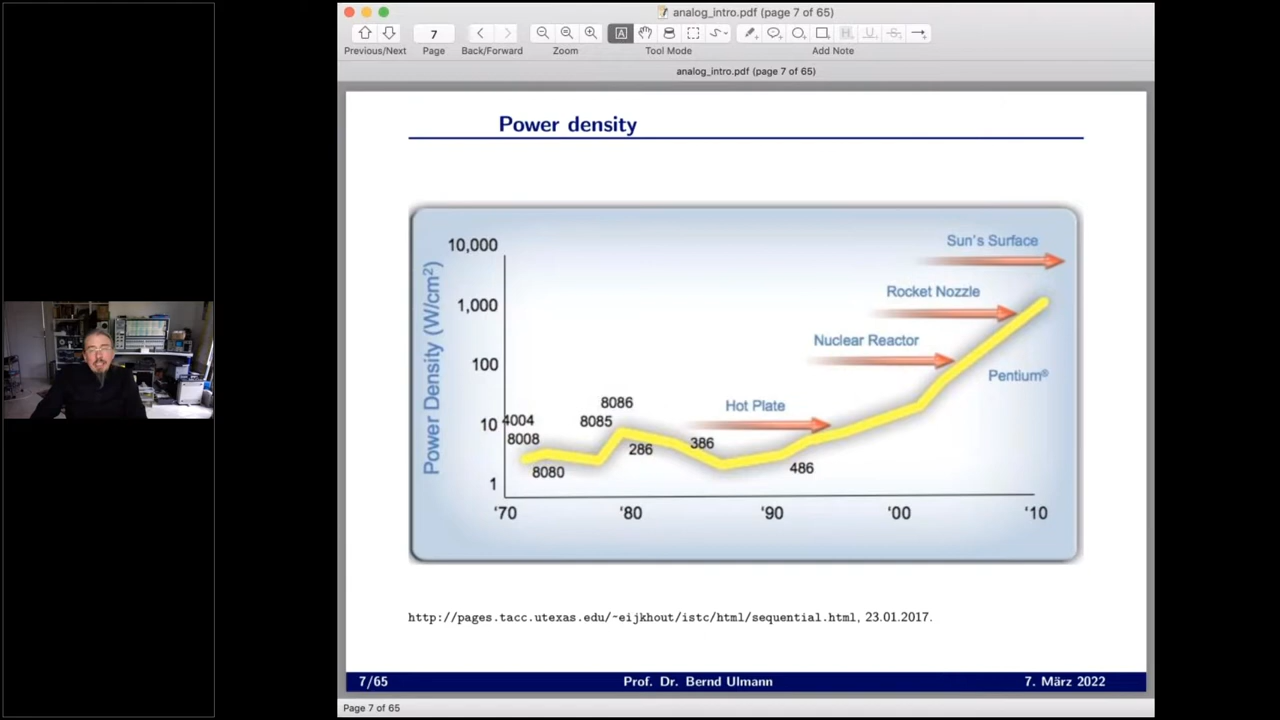 analog_intro.pdf (page 7 of 65)
7
Previous/Next Page Back/Forward Zoom Tool Mode Add Note
analog_intro.pdf (page 7 of 65)
Power density
Power Density (W/cm²)
10,000
1,000
100
10
1
Sun's Surface
Rocket Nozzle
Nuclear Reactor
Pentium®
Hot Plate
8086
4004
8085
8008
386
286
8080
486
'70 '80 '90 '00 '10
http://pages.tacc.utexas.edu/~eijkhout/istc/html/sequential.html, 23.01.2017.
7/65 Prof. Dr. Bernd Ulmann 7. März 2022
Page 7 of 65